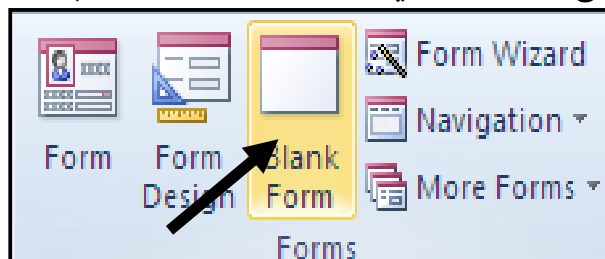 Form
Form Design
Blank Form
Form Wizard
Navigation
More Forms
Forms